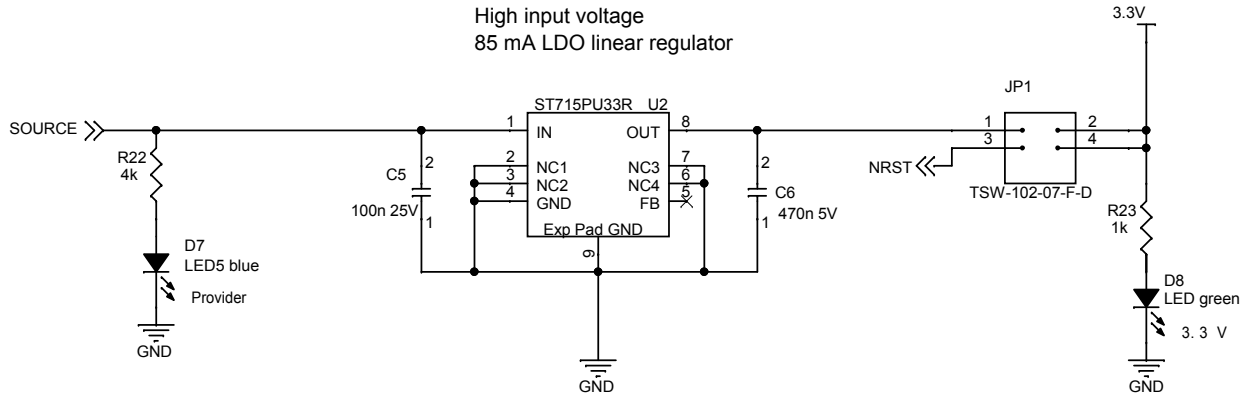 High input voltage
85 mA LDO linear regulator
3.3V
JP1
ST715PU33R U2
SOURCE
1 IN OUT 8
1 2
R22
4k
2 NC1 NC3 7
3 4
3 NC2 NC4 6
NRST
4 GND FB 5
TSW-102-07-F-D
C5
2
100n 25V
1
2
C6
470n 5V
1
Exp Pad GND
9
R23
1k
D7
LED5 blue
Provider
D8
LED green
3. 3 V
GND
GND
GND